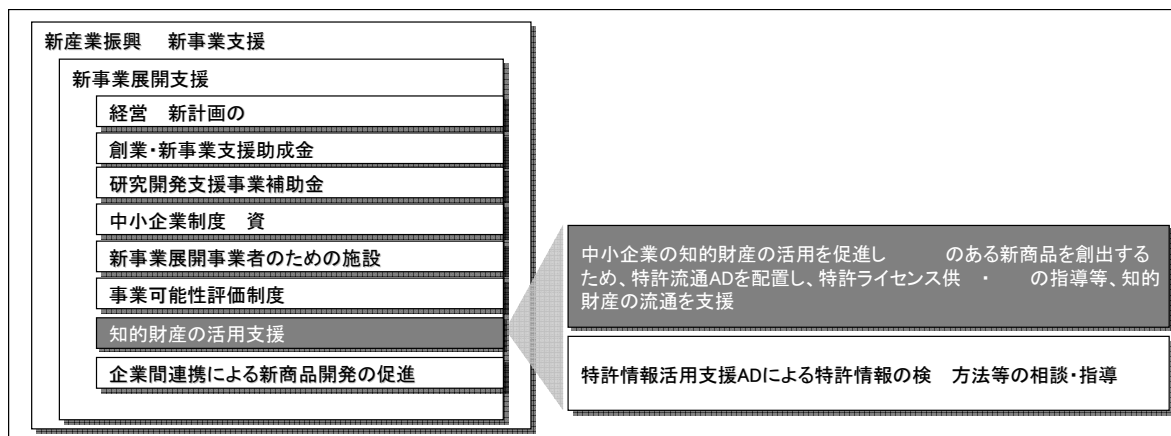 新産業振興　新事業支援
新事業展開支援
経営　新計画の
創業・新事業支援助成金
研究開発支援事業補助金
中小企業制度　資
新事業展開事業者のための施設
事業可能性評価制度
知的財産の活用支援
企業間連携による新商品開発の促進
中小企業の知的財産の活用を促進し　　　のある新商品を創出する
ため、特許流通ADを配置し、特許ライセンス供　・　　の指導等、知的
財産の流通を支援
特許情報活用支援ADによる特許情報の検　方法等の相談・指導